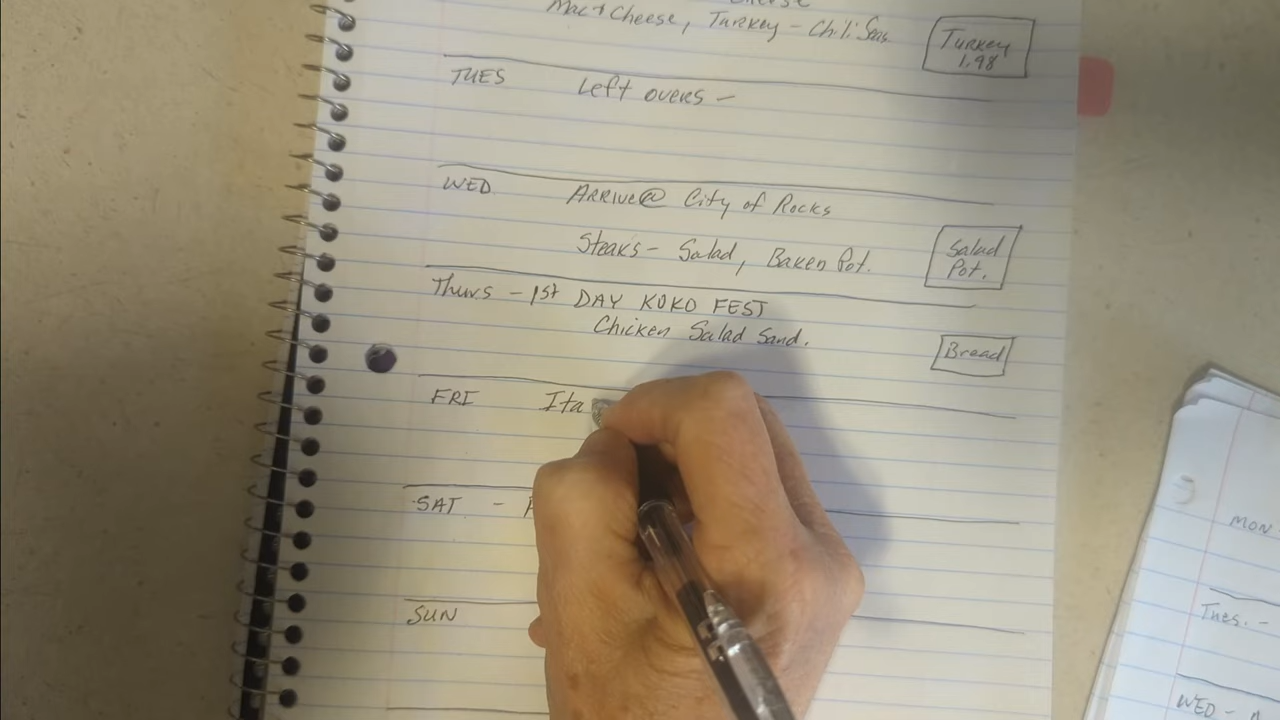 Mac + Cheese, Turkey - Chili Seas.
Turkey
1.98
TUES Left overs -
WED ARRIVE @ City of Rocks
Steaks - Salad, Baked Pot.
Salad
Pot.
Thurs - 1st DAY KOKO FEST
Chicken Salad Sand.
Bread
FRI Ita
SAT -
SUN
MON
Tues. -
WED -